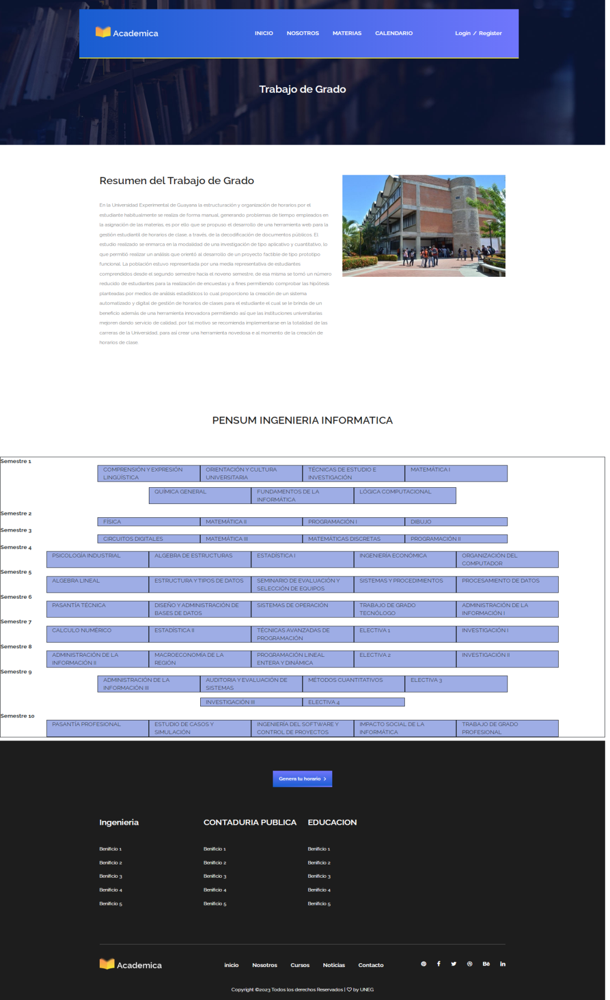 Academica
INICIO NOSOTROS MATERIAS CALENDARIO
Login / Register
Trabajo de Grado
Resumen del Trabajo de Grado
En la Universidad Experimental de Guayana la estructuración y organización de horarios por el
estudiante habitualmente se realiza de forma manual, generando problemas de tiempo empleados en
la asignación de las materias, es por ello que se propuso el desarrollo de una herramienta web para la
gestión estudiantil de horarios de clase, a través, de la decodificación de documentos públicos. El
estudio realizado se enmarca en la modalidad de una investigación de tipo aplicativo y cuantitativo, lo
que permitió realizar un análisis que orientó al desarrollo de un proyecto factible de tipo prototipo
funcional. La población estuvo representada por una media representativa de estudiantes
comprendidos desde el segundo semestre hacia el noveno semestre, de esa misma se tomó un número
reducido de estudiantes para la realización de encuestas y a fines permitiendo comprobar las hipótesis
planteadas por medios de análisis estadísticos lo cual proporciono la creación de un sistema
automatizado y digital de gestión de horarios de clases para el estudiante el cual se le brinda de un
beneficio además de una herramienta innovadora permitiendo así que las instituciones universitarias
mejoren dando servicio de calidad, por tal motivo se recomienda implementarse en la totalidad de las
carreras de la Universidad, para así crear una herramienta novedosa e al momento de la creación de
horarios de clase.
PENSUM INGENIERIA INFORMATICA
Semestre 1
COMPRENSIÓN Y EXPRESIÓN LINGÜÍSTICA
ORIENTACIÓN Y CULTURA UNIVERSITARIA
TÉCNICAS DE ESTUDIO E INVESTIGACIÓN
MATEMÁTICA I
QUÍMICA GENERAL
FUNDAMENTOS DE LA INFORMÁTICA
LÓGICA COMPUTACIONAL
Semestre 2
FÍSICA
MATEMÁTICA II
PROGRAMACIÓN I
DIBUJO
Semestre 3
CIRCUITOS DIGITALES
MATEMÁTICA III
MATEMÁTICAS DISCRETAS
PROGRAMACIÓN II
Semestre 4
PSICOLOGÍA INDUSTRIAL
ALGEBRA DE ESTRUCTURAS
ESTADÍSTICA I
INGENIERÍA ECONÓMICA
ORGANIZACIÓN DEL COMPUTADOR
Semestre 5
ALGEBRA LINEAL
ESTRUCTURA Y TIPOS DE DATOS
SEMINARIO DE EVALUACIÓN Y SELECCIÓN DE EQUIPOS
SISTEMAS Y PROCEDIMIENTOS
PROCESAMIENTO DE DATOS
Semestre 6
PASANTÍA TÉCNICA
DISEÑO Y ADMINISTRACIÓN DE BASES DE DATOS
SISTEMAS DE OPERACIÓN
TRABAJO DE GRADO TECNÓLOGO
ADMINISTRACIÓN DE LA INFORMACIÓN I
Semestre 7
CALCULO NUMÉRICO
ESTADÍSTICA II
TÉCNICAS AVANZADAS DE PROGRAMACIÓN
ELECTIVA 1
INVESTIGACIÓN I
Semestre 8
ADMINISTRACIÓN DE LA INFORMACIÓN II
MACROECONOMÍA DE LA REGIÓN
PROGRAMACIÓN LINEAL ENTERA Y DINÁMICA
ELECTIVA 2
INVESTIGACIÓN II
Semestre 9
ADMINISTRACIÓN DE LA INFORMACIÓN III
AUDITORIA Y EVALUACIÓN DE SISTEMAS
MÉTODOS CUANTITATIVOS
ELECTIVA 3
INVESTIGACIÓN III
ELECTIVA 4
Semestre 10
PASANTÍA PROFESIONAL
ESTUDIO DE CASOS Y SIMULACIÓN
INGENIERÍA DEL SOFTWARE Y CONTROL DE PROYECTOS
IMPACTO SOCIAL DE LA INFORMÁTICA
TRABAJO DE GRADO PROFESIONAL
Genera tu horario >
Ingenieria
Benificio 1
Benificio 2
Benificio 3
Benificio 4
Benificio 5
CONTADURIA PUBLICA
Benificio 1
Benificio 2
Benificio 3
Benificio 4
Benificio 5
EDUCACION
Benificio 1
Benificio 2
Benificio 3
Benificio 4
Benificio 5
Academica
inicio Nosotros Cursos Noticias Contacto
Copyright ©2023 Todos los derechos Reservados | ♡ by UNEG